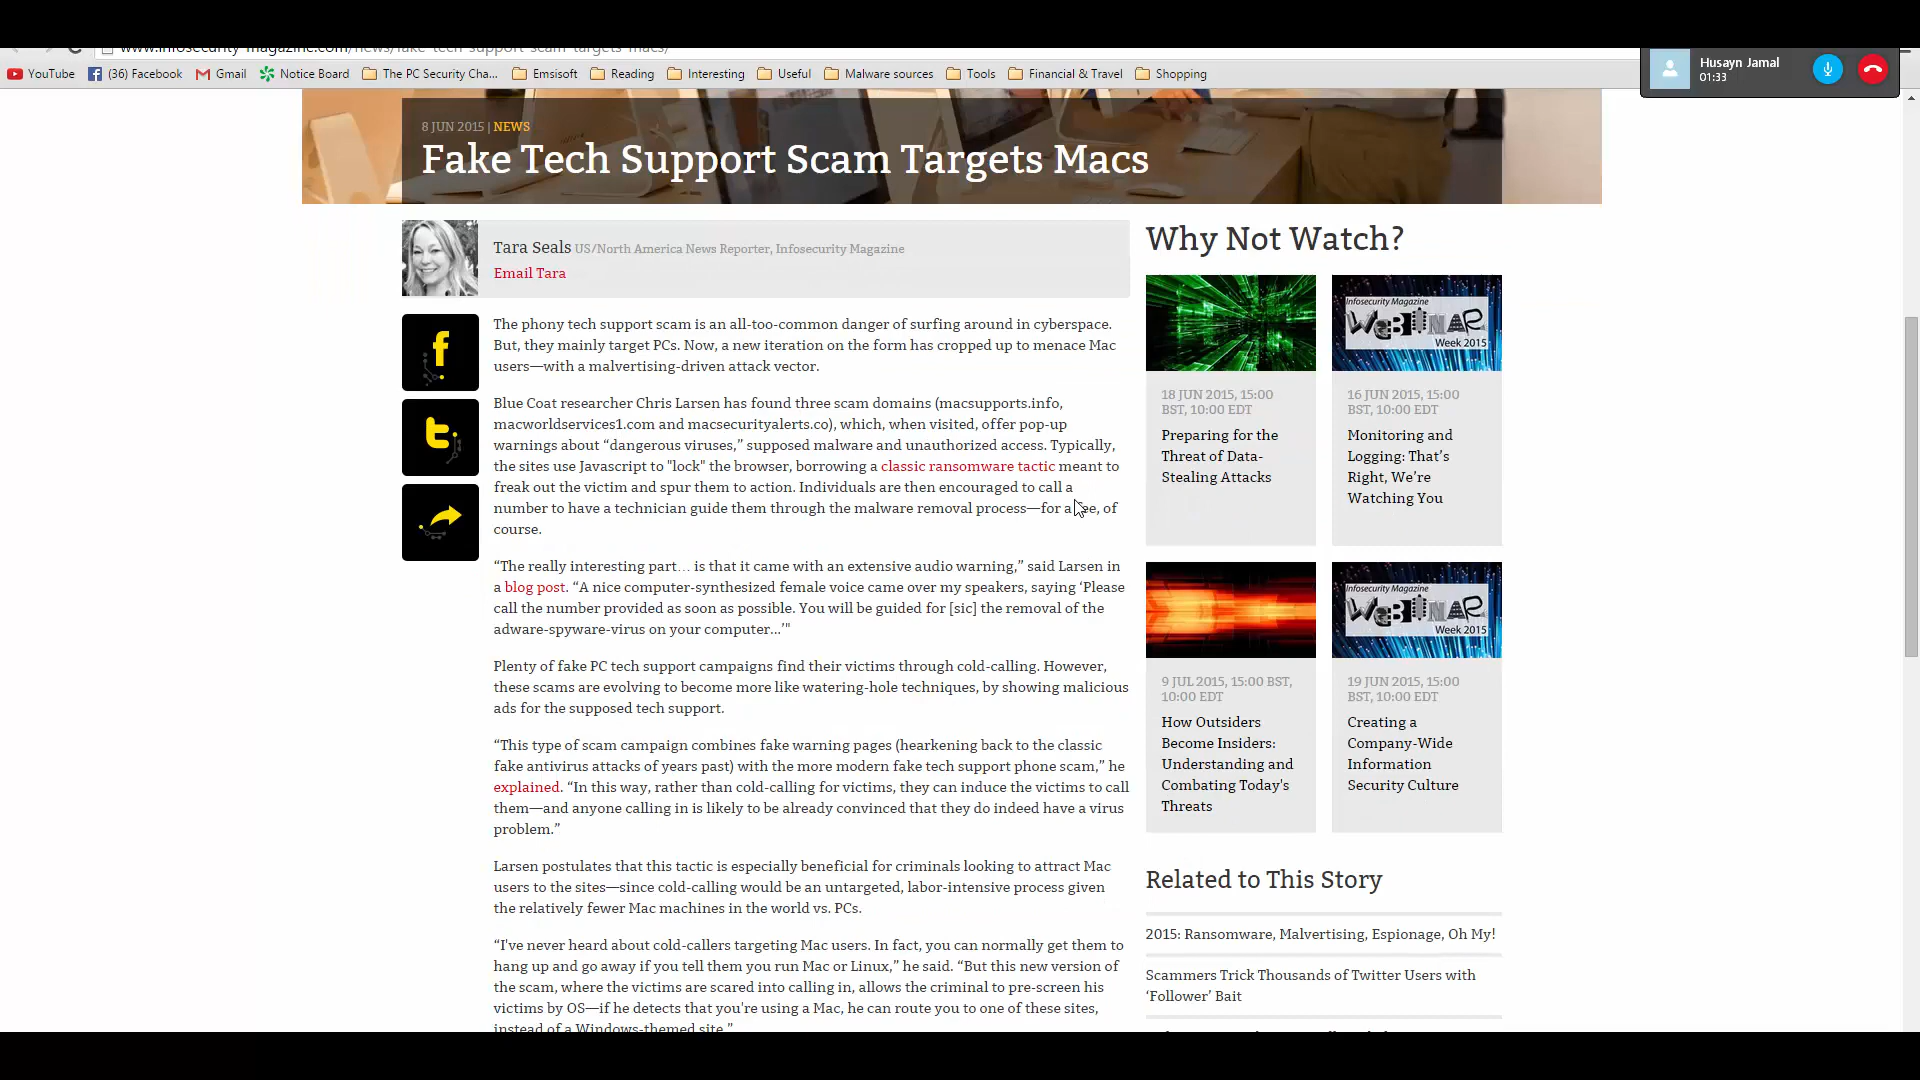 www.infosecurity-magazine.com/news/fake-tech-support-scam-targets-macs/
YouTube (36) Facebook Gmail Notice Board The PC Security Cha... Emsisoft Reading Interesting Useful Malware sources Tools Financial & Travel Shopping
Husayn Jamal
01:33
8 JUN 2015 | NEWS
Fake Tech Support Scam Targets Macs
Tara Seals US/North America News Reporter, Infosecurity Magazine
Email Tara
The phony tech support scam is an all-too-common danger of surfing around in cyberspace.
But, they mainly target PCs. Now, a new iteration on the form has cropped up to menace Mac
users—with a malvertising-driven attack vector.
Blue Coat researcher Chris Larsen has found three scam domains (macsupports.info,
macworldservices1.com and macsecurityalerts.co), which, when visited, offer pop-up
warnings about “dangerous viruses,” supposed malware and unauthorized access. Typically,
the sites use Javascript to "lock" the browser, borrowing a classic ransomware tactic meant to
freak out the victim and spur them to action. Individuals are then encouraged to call a
number to have a technician guide them through the malware removal process—for a fee, of
course.
“The really interesting part… is that it came with an extensive audio warning,” said Larsen in
a blog post. “A nice computer-synthesized female voice came over my speakers, saying ‘Please
call the number provided as soon as possible. You will be guided for [sic] the removal of the
adware-spyware-virus on your computer…’"
Plenty of fake PC tech support campaigns find their victims through cold-calling. However,
these scams are evolving to become more like watering-hole techniques, by showing malicious
ads for the supposed tech support.
“This type of scam campaign combines fake warning pages (hearkening back to the classic
fake antivirus attacks of years past) with the more modern fake tech support phone scam,” he
explained. “In this way, rather than cold-calling for victims, they can induce the victims to call
them—and anyone calling in is likely to be already convinced that they do indeed have a virus
problem.”
Larsen postulates that this tactic is especially beneficial for criminals looking to attract Mac
users to the sites—since cold-calling would be an untargeted, labor-intensive process given
the relatively fewer Mac machines in the world vs. PCs.
“I've never heard about cold-callers targeting Mac users. In fact, you can normally get them to
hang up and go away if you tell them you run Mac or Linux,” he said. “But this new version of
the scam, where the victims are scared into calling in, allows the criminal to pre-screen his
victims by OS—if he detects that you're using a Mac, he can route you to one of these sites,
instead of a Windows-themed site.”
Why Not Watch?
18 JUN 2015, 15:00
BST, 10:00 EDT
Preparing for the
Threat of Data-
Stealing Attacks
Infosecurity Magazine
WEBINAR
Week 2015
16 JUN 2015, 15:00
BST, 10:00 EDT
Monitoring and
Logging: That’s
Right, We’re
Watching You
9 JUL 2015, 15:00 BST,
10:00 EDT
How Outsiders
Become Insiders:
Understanding and
Combating Today's
Threats
Infosecurity Magazine
WEBINAR
Week 2015
19 JUN 2015, 15:00
BST, 10:00 EDT
Creating a
Company-Wide
Information
Security Culture
Related to This Story
2015: Ransomware, Malvertising, Espionage, Oh My!
Scammers Trick Thousands of Twitter Users with
‘Follower’ Bait